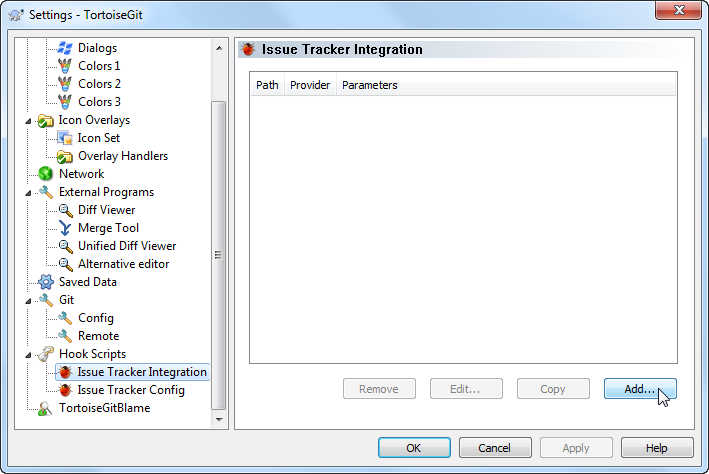 Settings - TortoiseGit
Dialogs
Colors 1
Colors 2
Colors 3
Icon Overlays
Icon Set
Overlay Handlers
Network
External Programs
Diff Viewer
Merge Tool
Unified Diff Viewer
Alternative editor
Saved Data
Git
Config
Remote
Hook Scripts
Issue Tracker Integration
Issue Tracker Config
TortoiseGitBlame
Issue Tracker Integration
Path Provider Parameters
Remove Edit... Copy Add...
OK Cancel Apply Help